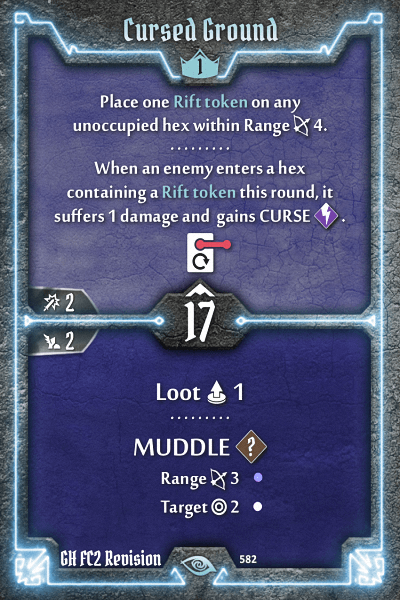 Cursed Ground
1
Place one Rift token on any
unoccupied hex within Range 4.
When an enemy enters a hex
containing a Rift token this round, it
suffers 1 damage and gains CURSE.
2
17
2
Loot 1
MUDDLE ?
Range 3
Target 2
GH FC2 Revision
582